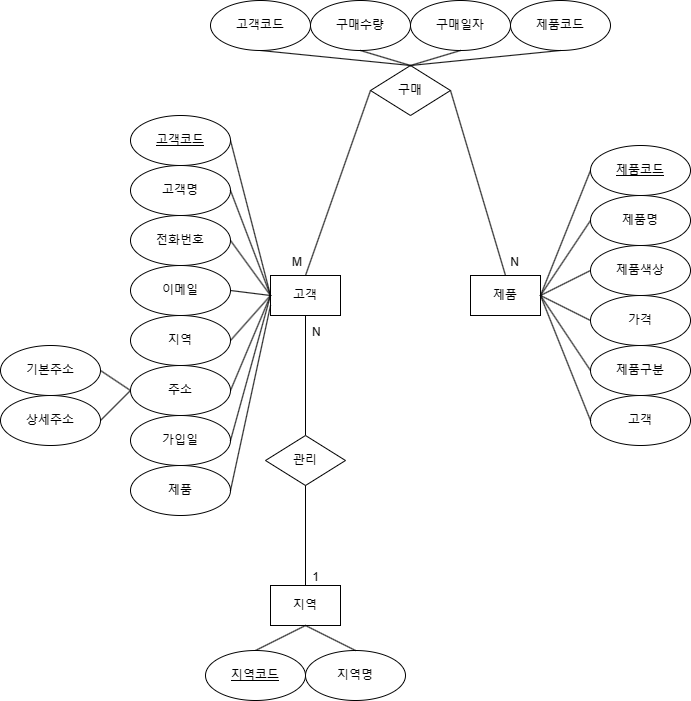 고객코드
구매수량
구매일자
제품코드
구매
고객코드
고객명
전화번호
이메일
지역
주소
가입일
제품
기본주소
상세주소
M
고객
N
N
제품
제품코드
제품명
제품색상
가격
제품구분
고객
관리
1
지역
지역코드
지역명